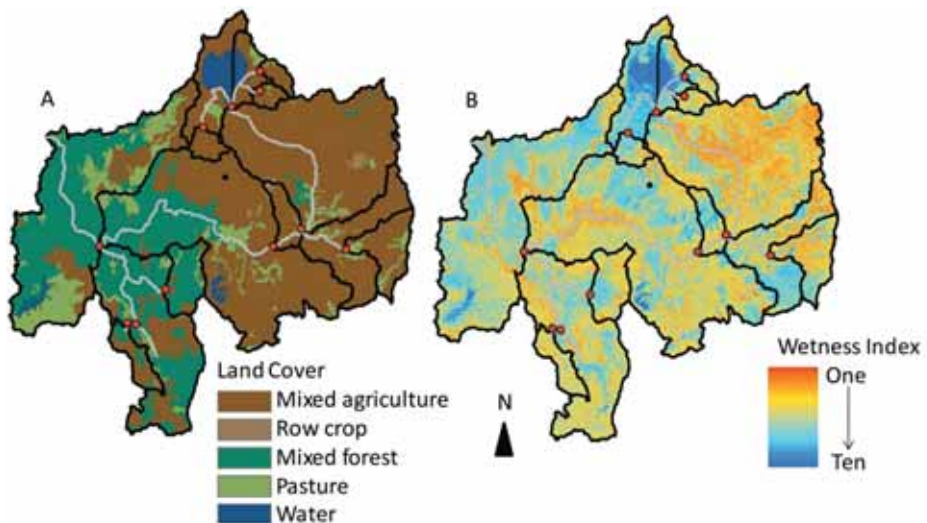 A
B
Land Cover
Mixed agriculture
Row crop
Mixed forest
Pasture
Water
N
Wetness Index
One
Ten